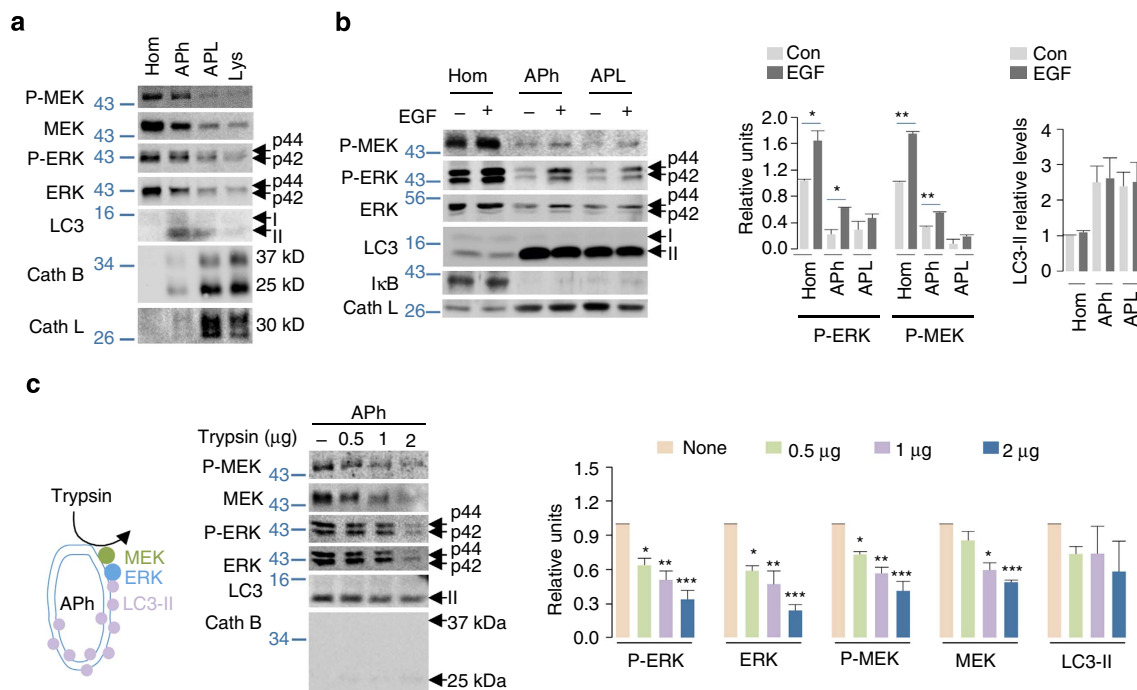 a
Hom
APh
APL
Lys
P-MEK
43
MEK
43
p44
P-ERK
43
p42
p44
ERK
43
p42
16
I
LC3
II
34
37 kD
Cath B
25 kD
Cath L
30 kD
26
b
Hom APh APL
EGF – + – + – +
P-MEK
43
p44
P-ERK
p42
56
ERK
p44
p42
LC3
16
I
II
43
IκB
Cath L
26
Con
EGF
Relative units
2.0
1.6
1.2
0.8
0.4
0.0
* * ** **
Hom APh APL Hom APh APL
P-ERK P-MEK
Con
EGF
LC3-II relative levels
4
3
2
1
0
Hom APh APL
c
Trypsin
MEK
ERK
APh
LC3-II
APh
Trypsin (μg) – 0.5 1 2
P-MEK
43
MEK
43
p44
P-ERK
43
p42
p44
ERK
43
p42
16
LC3
II
Cath B
37 kDa
34
25 kDa
None 0.5 μg 1 μg 2 μg
Relative units
1.5
1.2
0.9
0.6
0.3
0.0
* ** *** * ** *** * ** *** * ***
P-ERK ERK P-MEK MEK LC3-II